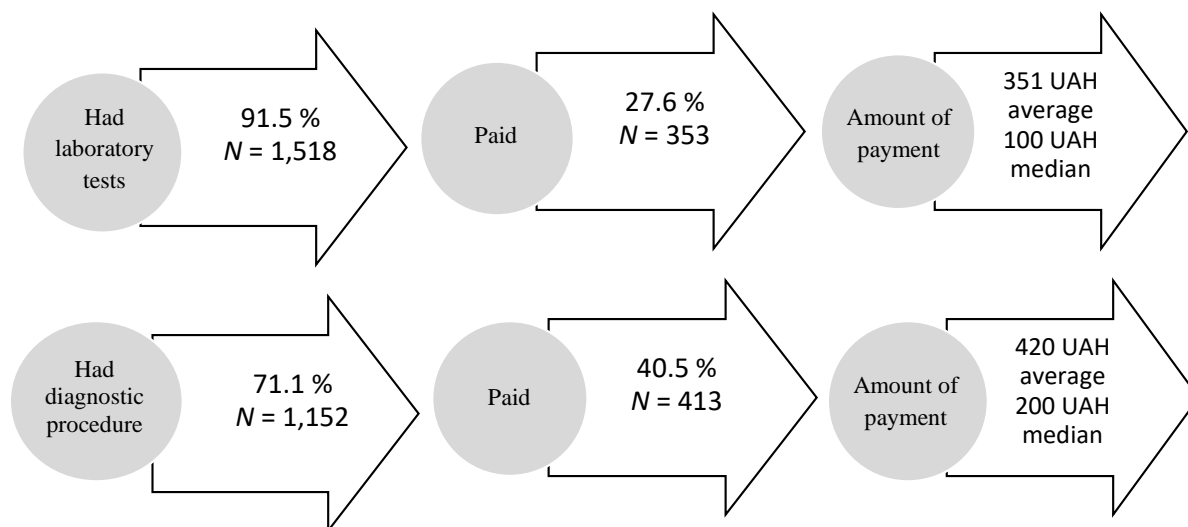 Had
laboratory
tests
91.5 %
N = 1,518
Paid
27.6 %
N = 353
Amount of
payment
351 UAH
average
100 UAH
median
Had
diagnostic
procedure
71.1 %
N = 1,152
Paid
40.5 %
N = 413
Amount of
payment
420 UAH
average
200 UAH
median